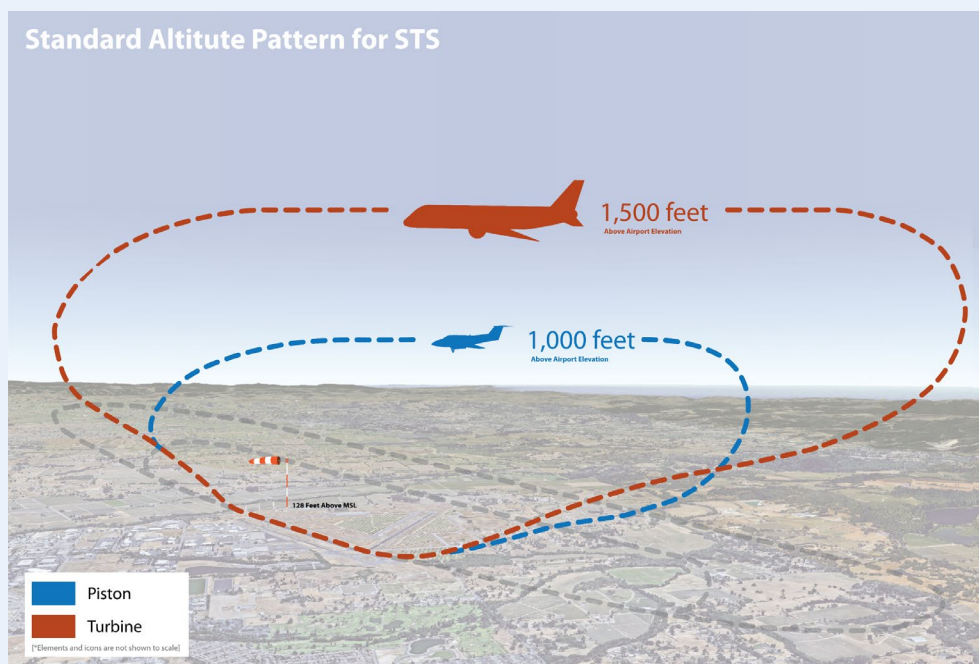 Standard Altitute Pattern for STS
1,500 feet
Above Airport Elevation
1,000 feet
Above Airport Elevation
128 Feet Above MSL
Piston
Turbine
[*Elements and icons are not shown to scale]